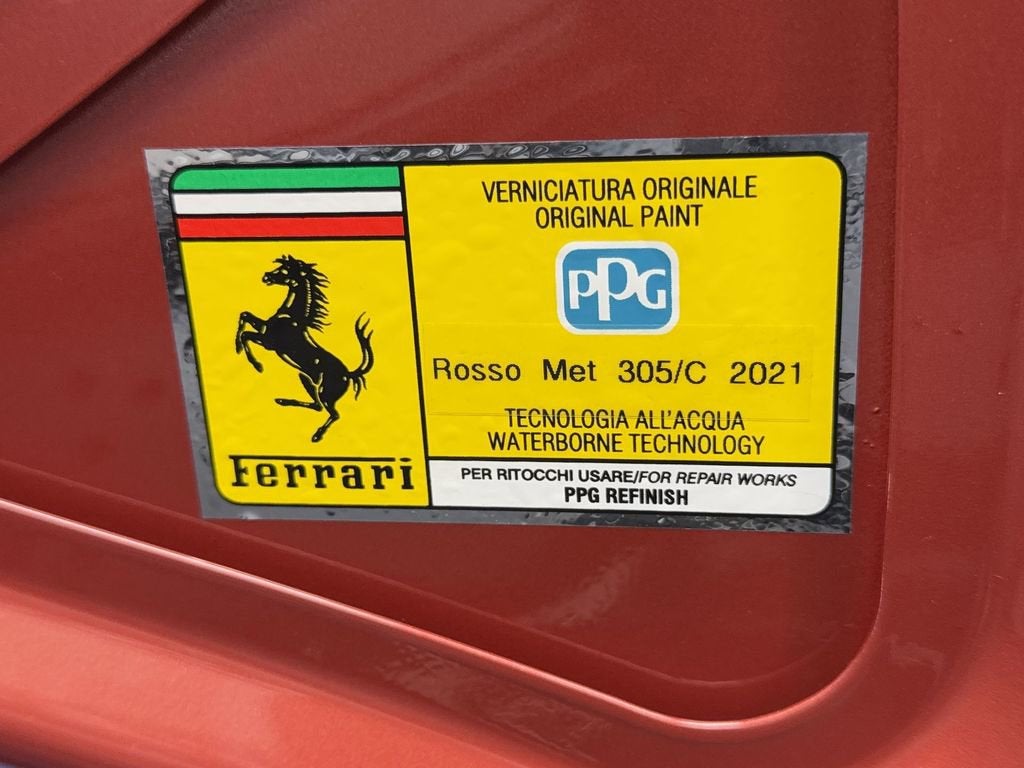 VERNICIATURA ORIGINALE
ORIGINAL PAINT
PPG
Rosso Met 305/C 2021
TECNOLOGIA ALL'ACQUA
WATERBORNE TECHNOLOGY
Ferrari
PER RITOCCHI USARE/FOR REPAIR WORKS
PPG REFINISH